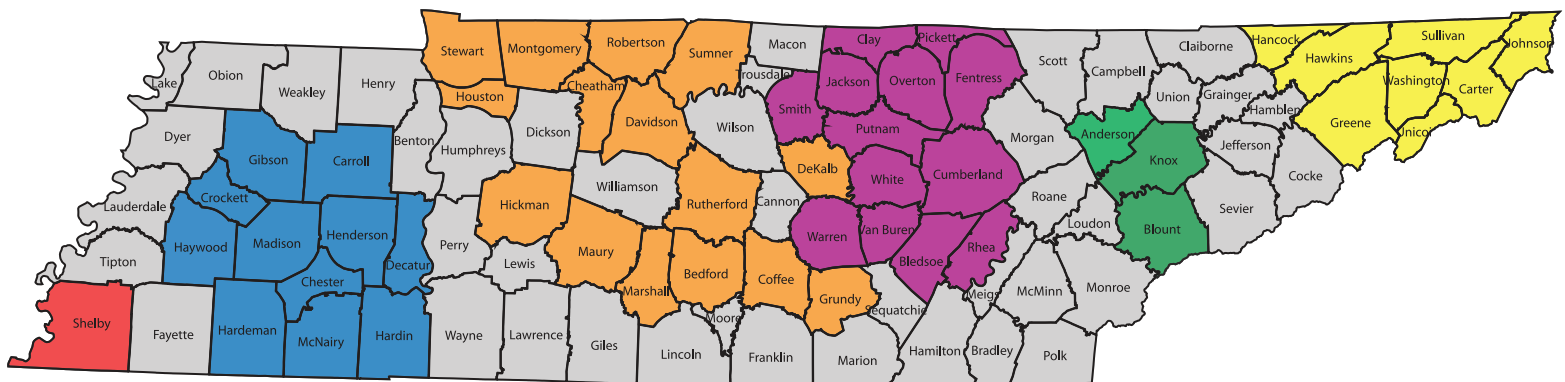 Lake
Obion
Weakley
Henry
Stewart
Montgomery
Robertson
Sumner
Macon
Trousdale
Clay
Pickett
Scott
Campbell
Claiborne
Hancock
Hawkins
Sullivan
Johnson
Dyer
Gibson
Carroll
Benton
Houston
Humphreys
Dickson
Cheatham
Davidson
Wilson
Smith
Jackson
Overton
Fentress
Putnam
Morgan
Anderson
Union
Grainger
Hamblen
Greene
Washington
Carter
Unicoi
Lauderdale
Crockett
Haywood
Madison
Henderson
Decatur
Perry
Hickman
Williamson
Rutherford
Cannon
DeKalb
White
Cumberland
Roane
Knox
Jefferson
Cocke
Sevier
Tipton
Chester
Lewis
Maury
Marshall
Bedford
Coffee
Warren
Van Buren
Bledsoe
Rhea
Loudon
Blount
Shelby
Fayette
Hardeman
McNairy
Hardin
Wayne
Lawrence
Giles
Lincoln
Moore
Franklin
Grundy
Marion
Sequatchie
Hamilton
Meigs
Bradley
McMinn
Polk
Monroe